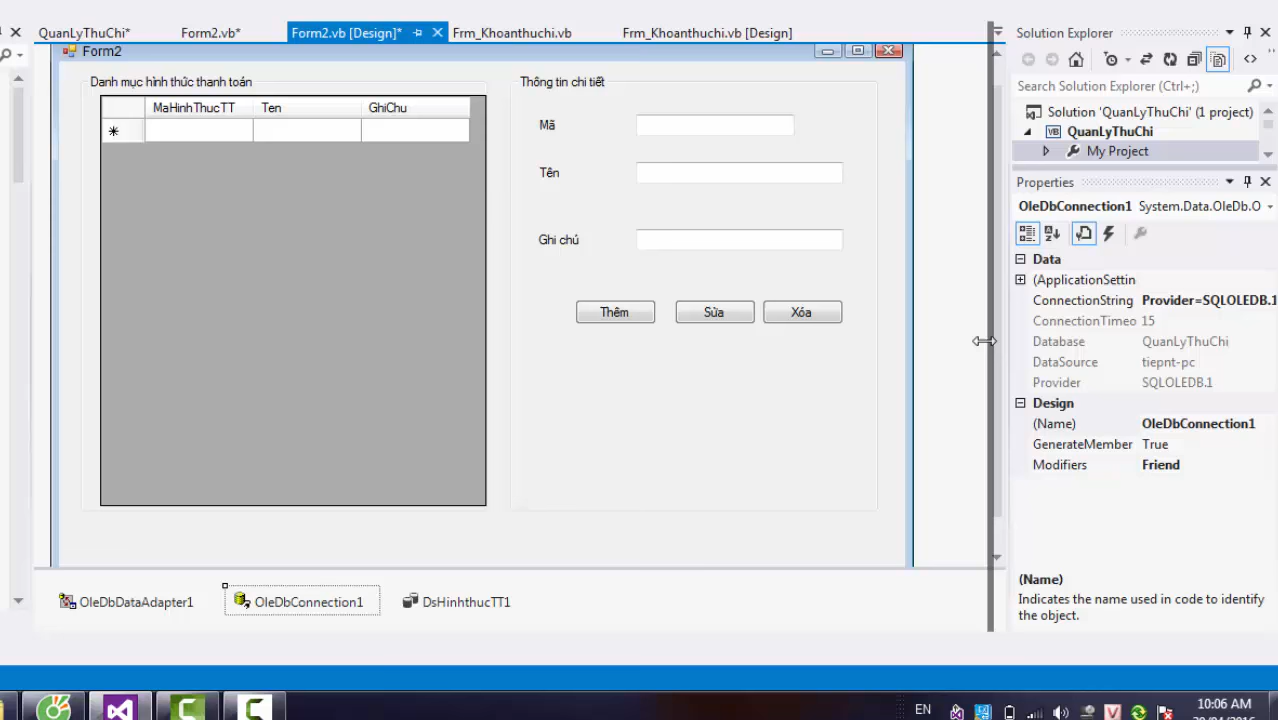 QuanLyThuChi*
Form2.vb*
Form2.vb [Design]*
Frm_Khoanthuchi.vb
Frm_Khoanthuchi.vb [Design]
Form2
Danh mục hình thức thanh toán
MaHinhThucTT Ten GhiChu
Thông tin chi tiết
Mã
Tên
Ghi chú
Thêm Sửa Xóa
OleDbDataAdapter1 OleDbConnection1 DsHinhthucTT1
Solution Explorer
Search Solution Explorer (Ctrl+;)
Solution 'QuanLyThuChi' (1 project)
VB QuanLyThuChi
My Project
Properties
OleDbConnection1 System.Data.OleDb.O
Data
(ApplicationSettin
ConnectionString Provider=SQLOLEDB.1
ConnectionTimeo 15
Database QuanLyThuChi
DataSource tiepnt-pc
Provider SQLOLEDB.1
Design
(Name) OleDbConnection1
GenerateMember True
Modifiers Friend
(Name)
Indicates the name used in code to identify
the object.
EN
10:06 AM